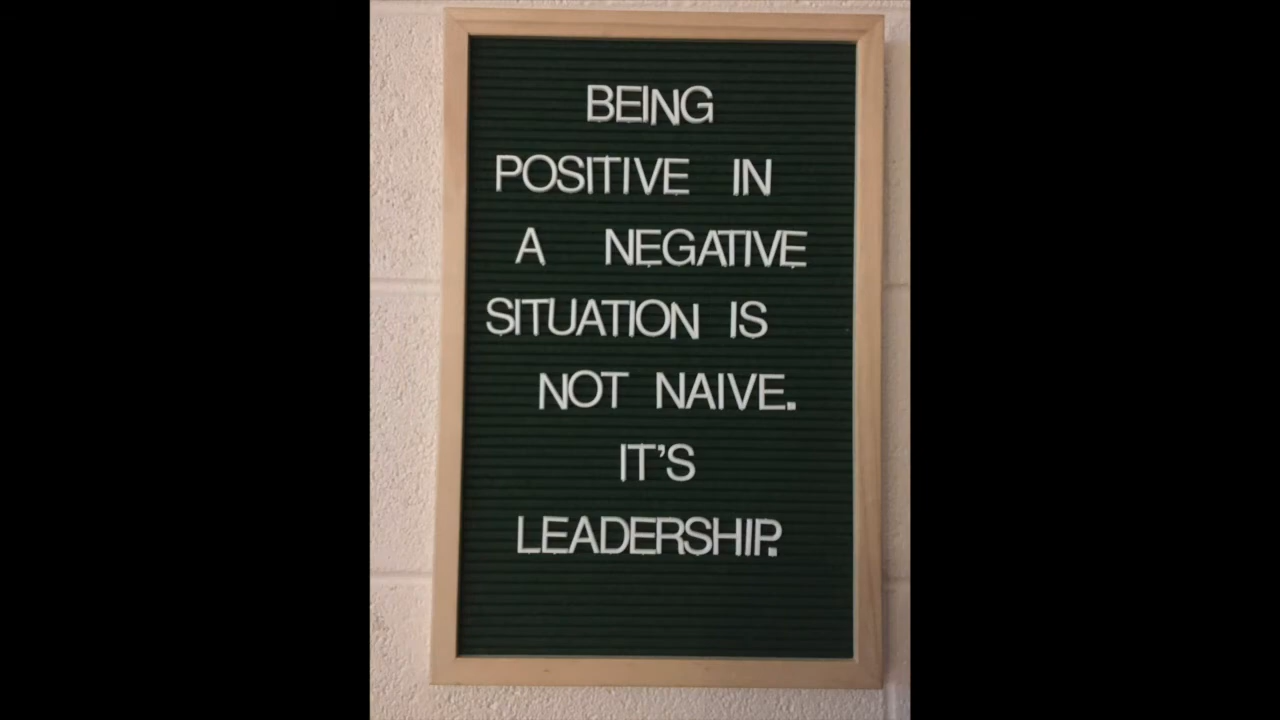 BEING
POSITIVE IN
A NEGATIVE
SITUATION IS
NOT NAIVE.
IT'S
LEADERSHIP.